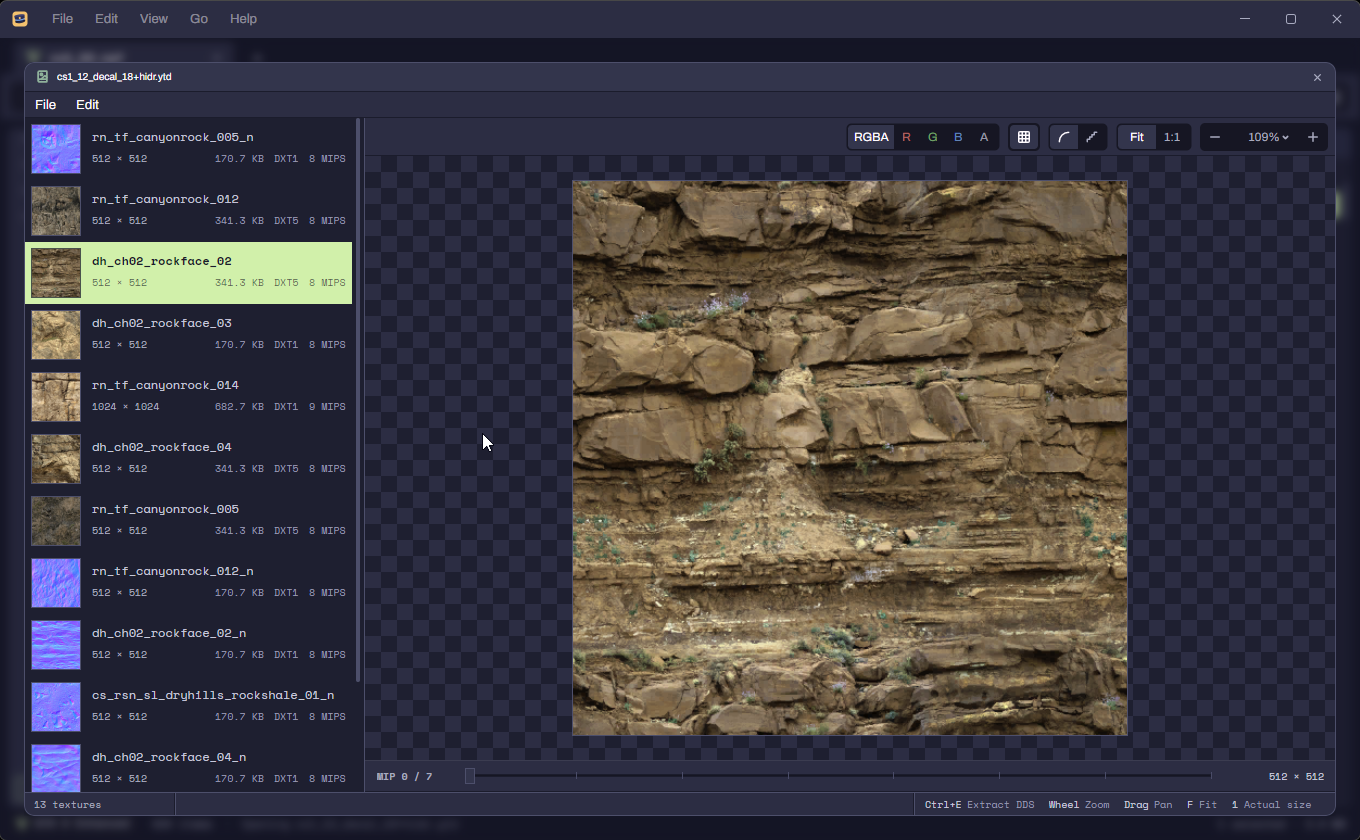 File Edit View Go Help
cs1_12_decal_18+hidr.ytd
File Edit
RGBA R G B A Fit 1:1 109%
rn_tf_canyonrock_005_n
512 × 512 170.7 KB DXT1 8 MIPS
rn_tf_canyonrock_012
512 × 512 341.3 KB DXT5 8 MIPS
dh_ch02_rockface_02
512 × 512 341.3 KB DXT5 8 MIPS
dh_ch02_rockface_03
512 × 512 170.7 KB DXT1 8 MIPS
rn_tf_canyonrock_014
1024 × 1024 682.7 KB DXT1 9 MIPS
dh_ch02_rockface_04
512 × 512 341.3 KB DXT5 8 MIPS
rn_tf_canyonrock_005
512 × 512 341.3 KB DXT5 8 MIPS
rn_tf_canyonrock_012_n
512 × 512 170.7 KB DXT1 8 MIPS
dh_ch02_rockface_02_n
512 × 512 170.7 KB DXT1 8 MIPS
cs_rsn_sl_dryhills_rockshale_01_n
512 × 512 170.7 KB DXT1 8 MIPS
dh_ch02_rockface_04_n
512 × 512 170.7 KB DXT1 8 MIPS
MIP 0 / 7 512 × 512
13 textures Ctrl+E Extract DDS Wheel Zoom Drag Pan F Fit 1 Actual size